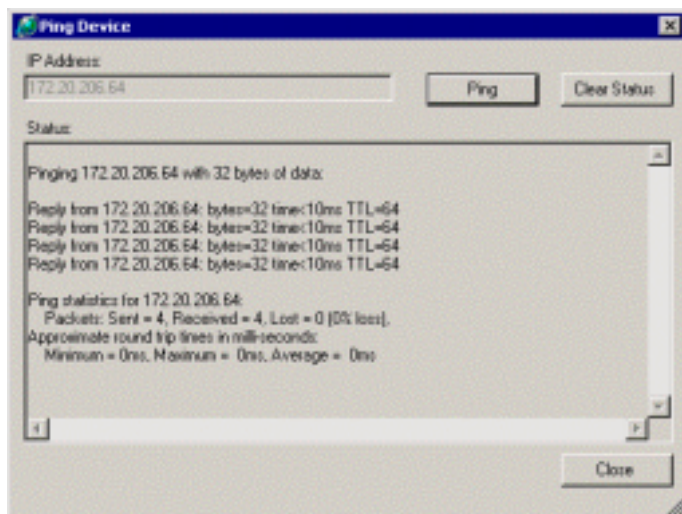 Ping Device
IP Address:
172.20.206.64
Ping
Clear Status
Status:
Pinging 172.20.206.64 with 32 bytes of data:
Reply from 172.20.206.64: bytes=32 time<10ms TTL=64
Reply from 172.20.206.64: bytes=32 time<10ms TTL=64
Reply from 172.20.206.64: bytes=32 time<10ms TTL=64
Reply from 172.20.206.64: bytes=32 time<10ms TTL=64
Ping statistics for 172.20.206.64:
Packets: Sent = 4, Received = 4, Lost = 0 (0% loss),
Approximate round trip times in milli-seconds:
Minimum = 0ms, Maximum = 0ms, Average = 0ms
Close